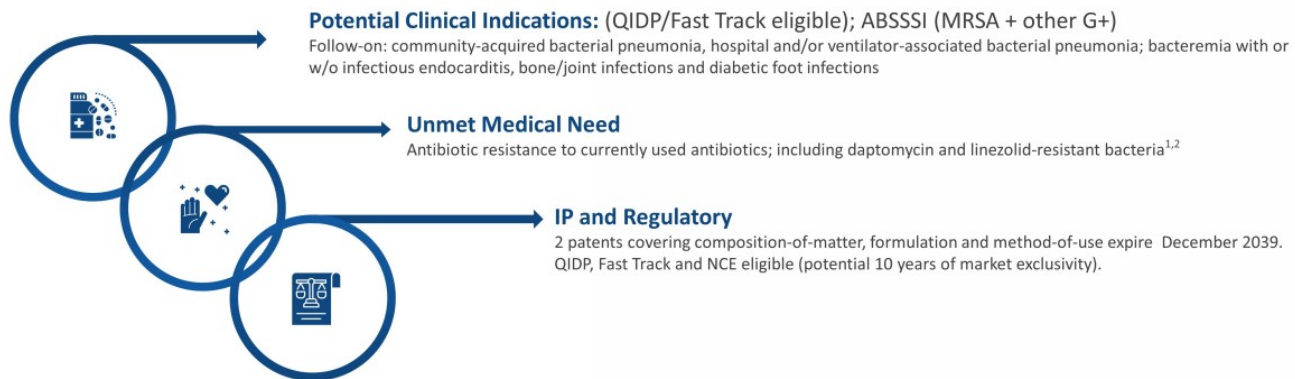 Potential Clinical Indications: (QIDP/Fast Track eligible); ABSSSI (MRSA + other G+)
Follow-on: community-acquired bacterial pneumonia, hospital and/or ventilator-associated bacterial pneumonia; bacteremia with or
w/o infectious endocarditis, bone/joint infections and diabetic foot infections
Unmet Medical Need
Antibiotic resistance to currently used antibiotics; including daptomycin and linezolid-resistant bacteria1,2
IP and Regulatory
2 patents covering composition-of-matter, formulation and method-of-use expire December 2039.
QIDP, Fast Track and NCE eligible (potential 10 years of market exclusivity).